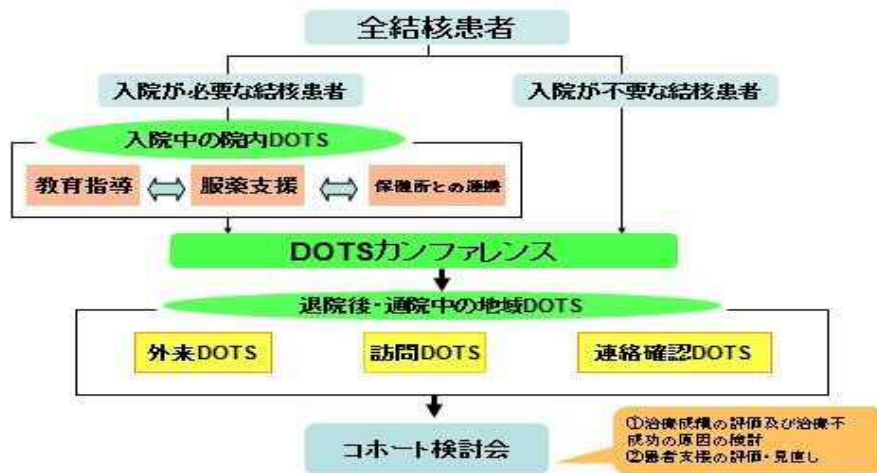 全結核患者
入院が必要な結核患者
入院が不要な結核患者
入院中の院内DOTS
教育指導
服薬支援
保健所との連携
DOTSカンファレンス
退院後・通院中の地域DOTS
外来DOTS
訪問DOTS
連絡確認DOTS
コホート検討会
①治療成績の評価及び治療不
成功の原因の検討
②患者支援の評価・見直し